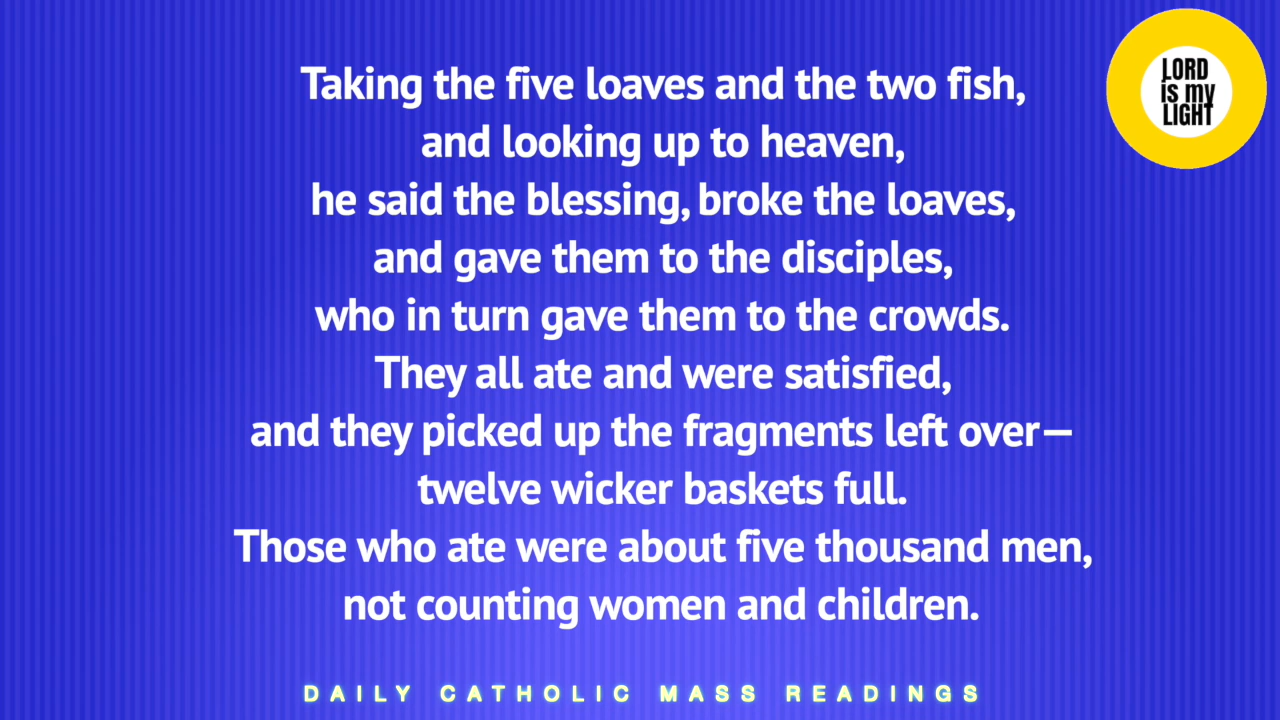 LORD
is my
LIGHT
Taking the five loaves and the two fish,
and looking up to heaven,
he said the blessing, broke the loaves,
and gave them to the disciples,
who in turn gave them to the crowds.
They all ate and were satisfied,
and they picked up the fragments left over—
twelve wicker baskets full.
Those who ate were about five thousand men,
not counting women and children.
DAILY CATHOLIC MASS READINGS